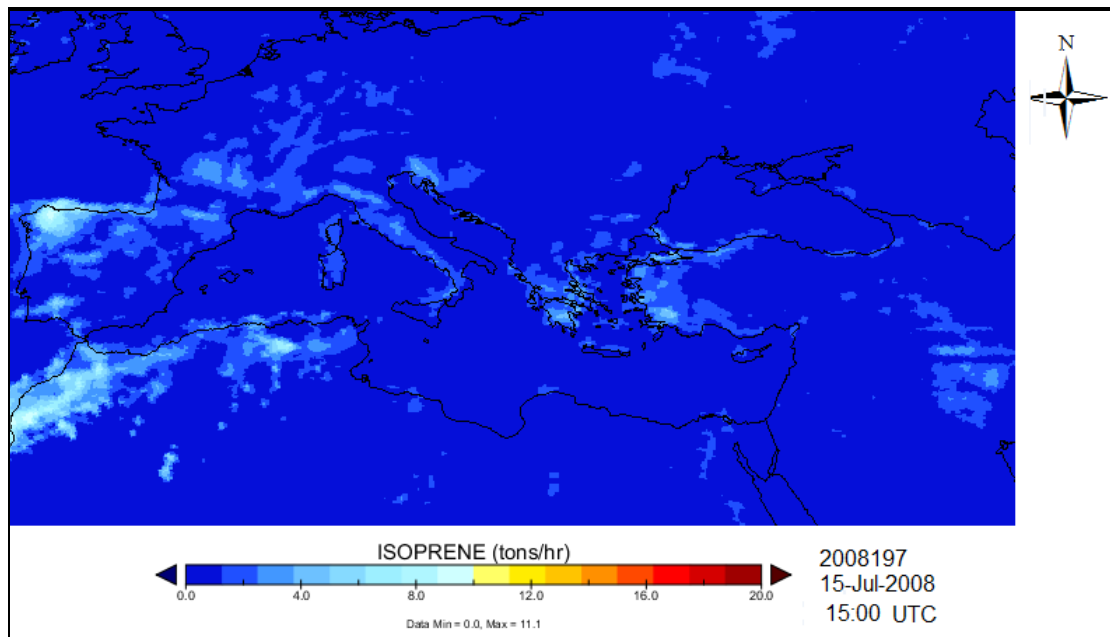 N
ISOPRENE (tons/hr)
0.0 4.0 8.0 12.0 16.0 20.0
Data Min = 0.0, Max = 11.1
2008197
15-Jul-2008
15:00 UTC